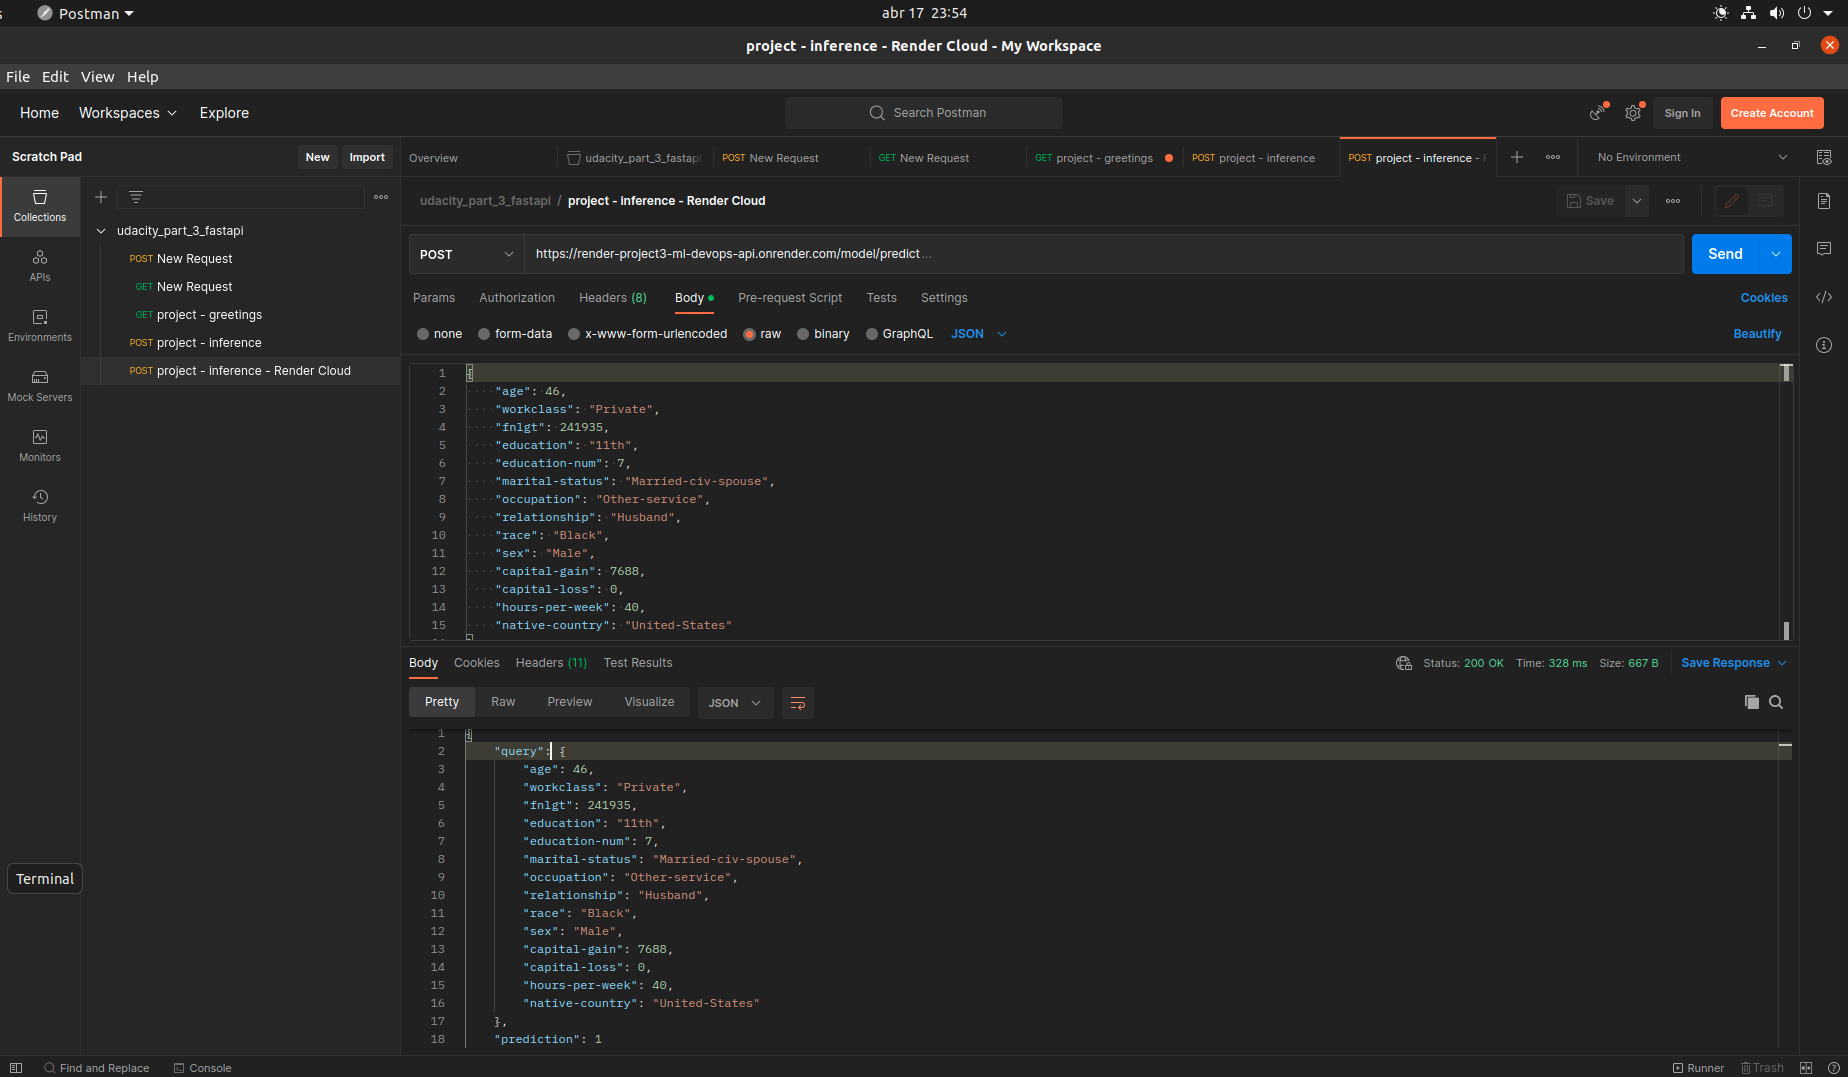 Postman
abr 17 23:54
project - inference - Render Cloud - My Workspace
File Edit View Help
Home Workspaces Explore
Search Postman
Sign In
Create Account
Scratch Pad
New
Import
Overview
udacity_part_3_fastap
POST New Request
GET New Request
GET project - greetings
POST project - inference
POST project - inference -
No Environment
Collections
APIs
Environments
Mock Servers
Monitors
History
Terminal
udacity_part_3_fastapi
POST New Request
GET New Request
GET project - greetings
POST project - inference
POST project - inference - Render Cloud
udacity_part_3_fastapi / project - inference - Render Cloud
Save
POST
https://render-project3-ml-devops-api.onrender.com/model/predict ...
Send
Params Authorization Headers (8) Body Pre-request Script Tests Settings
Cookies
none form-data x-www-form-urlencoded raw binary GraphQL JSON
Beautify
1 {
2 "age": 46,
3 "workclass": "Private",
4 "fnlgt": 241935,
5 "education": "11th",
6 "education-num": 7,
7 "marital-status": "Married-civ-spouse",
8 "occupation": "Other-service",
9 "relationship": "Husband",
10 "race": "Black",
11 "sex": "Male",
12 "capital-gain": 7688,
13 "capital-loss": 0,
14 "hours-per-week": 40,
15 "native-country": "United-States"
Body Cookies Headers (11) Test Results
Status: 200 OK Time: 328 ms Size: 667 B
Save Response
Pretty Raw Preview Visualize JSON
1 {
2 "query": {
3 "age": 46,
4 "workclass": "Private",
5 "fnlgt": 241935,
6 "education": "11th",
7 "education-num": 7,
8 "marital-status": "Married-civ-spouse",
9 "occupation": "Other-service",
10 "relationship": "Husband",
11 "race": "Black",
12 "sex": "Male",
13 "capital-gain": 7688,
14 "capital-loss": 0,
15 "hours-per-week": 40,
16 "native-country": "United-States"
17 },
18 "prediction": 1
Find and Replace
Console
Runner
Trash